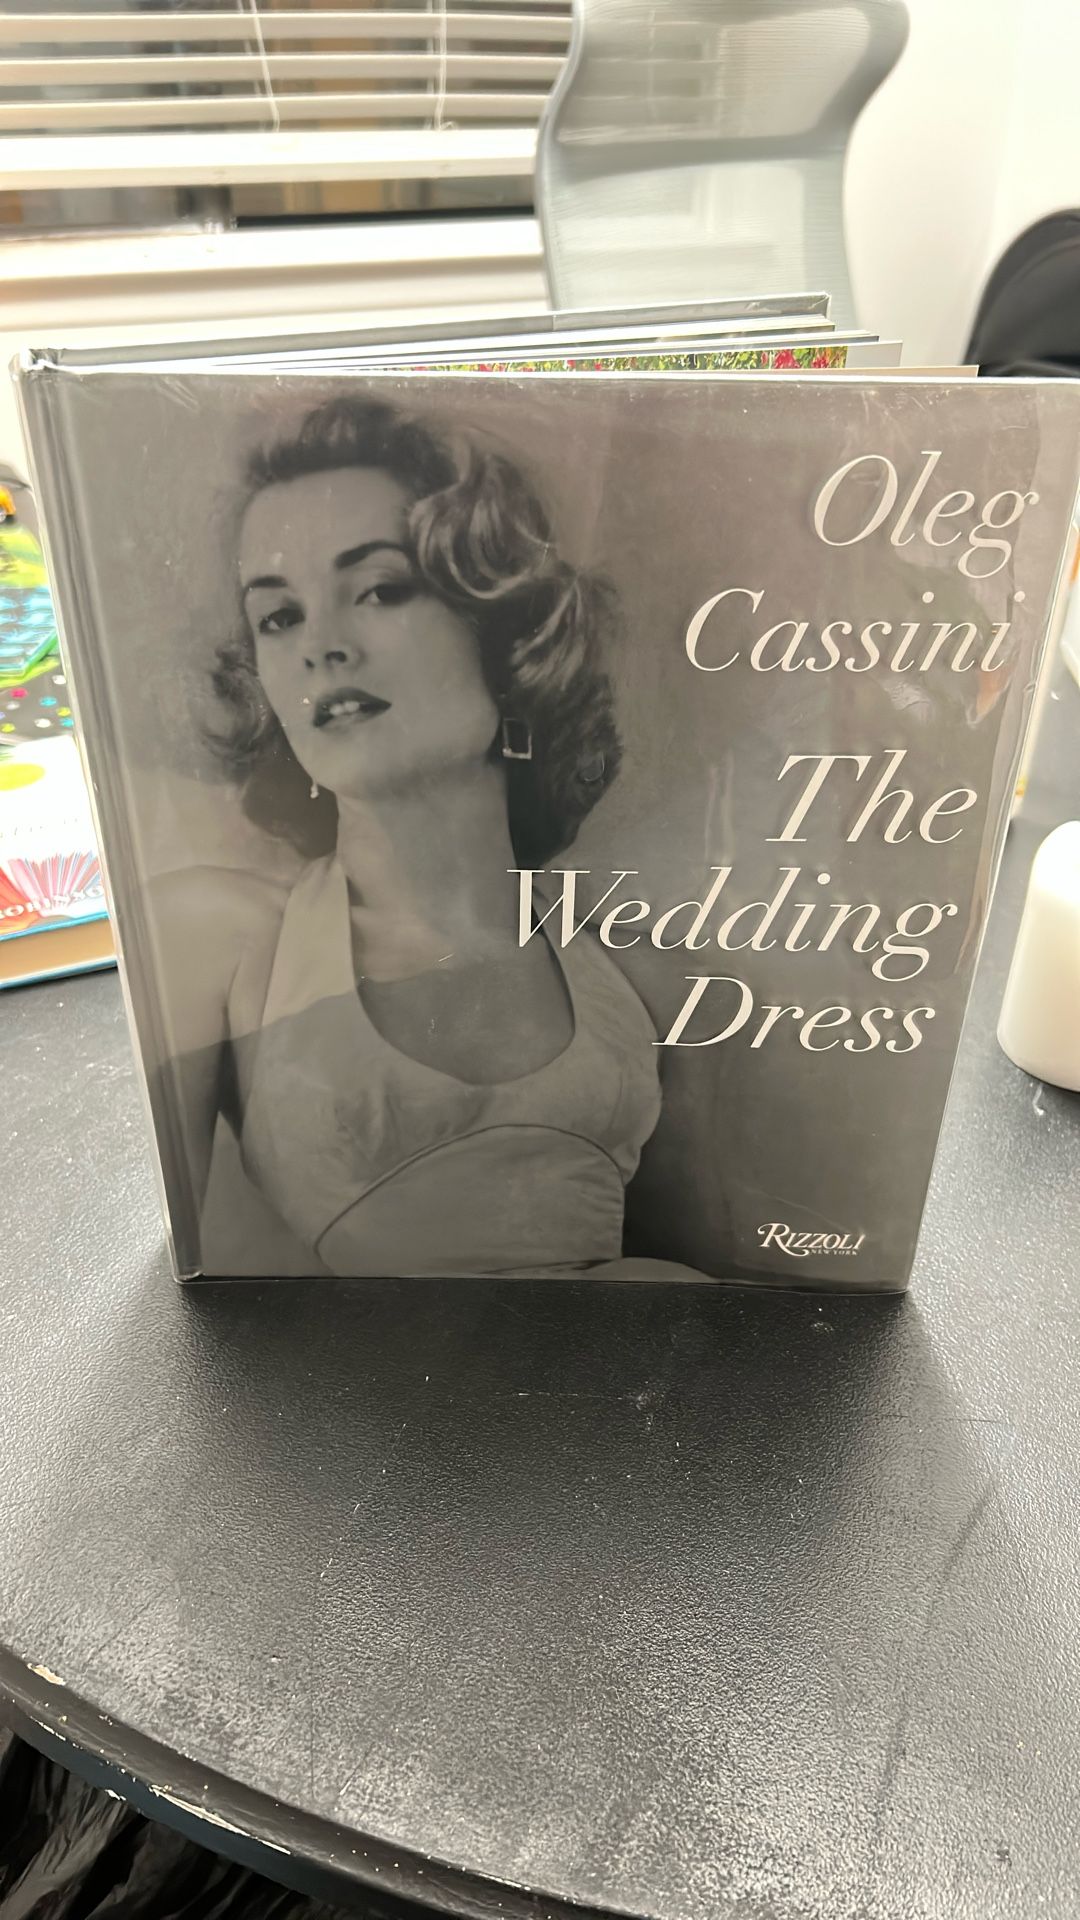 Oleg
Cassini
The
Wedding
Dress
RIZZOLI
NEW YORK